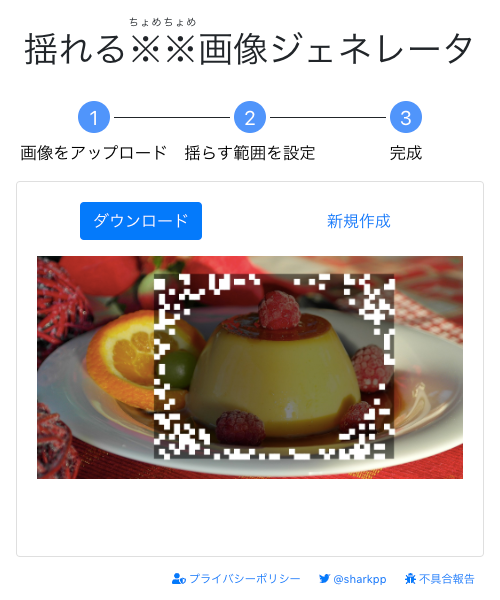 ちょめちょめ
揺れる※※画像ジェネレータ
1 2 3
画像をアップロード 揺らす範囲を設定 完成
ダウンロード 新規作成
プライバシーポリシー @sharkpp 不具合報告